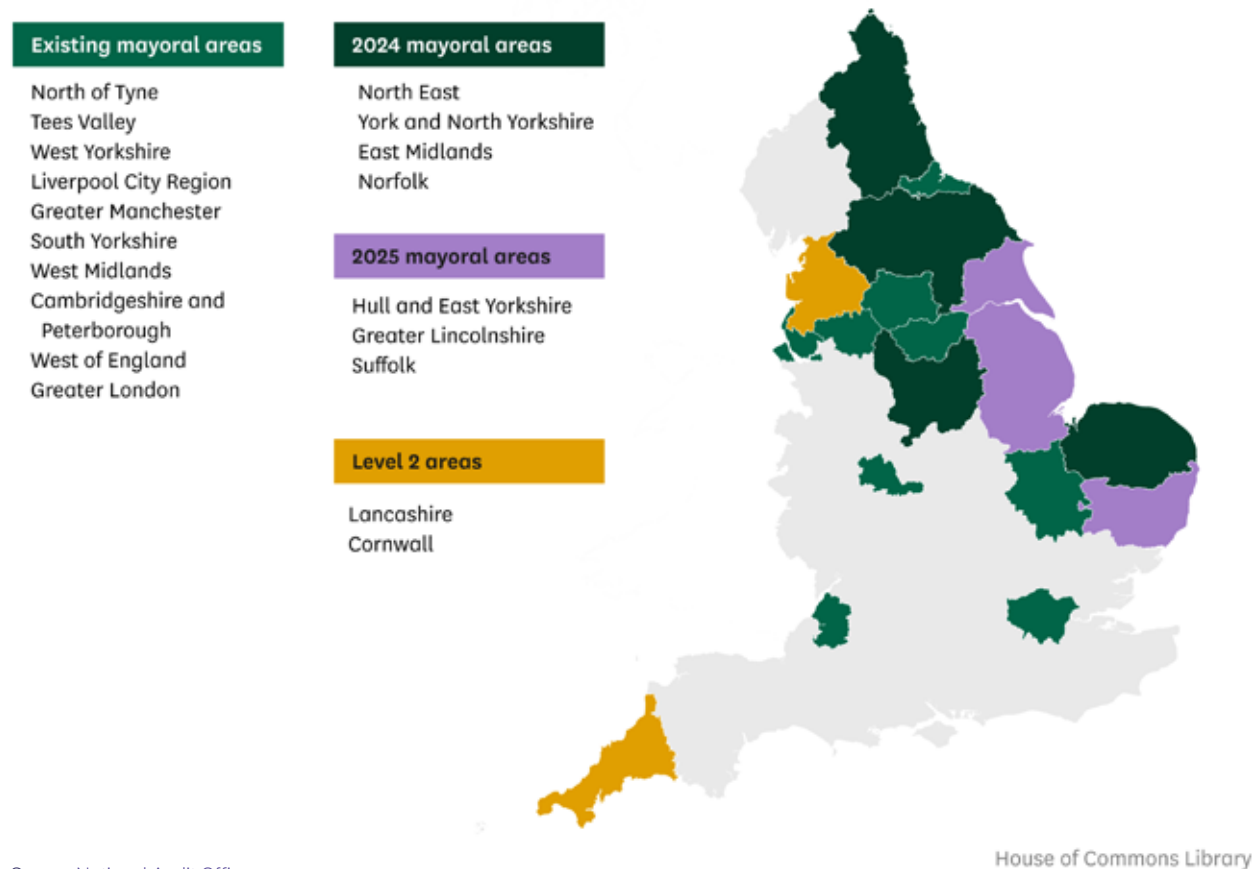 Existing mayoral areas
North of Tyne
Tees Valley
West Yorkshire
Liverpool City Region
Greater Manchester
South Yorkshire
West Midlands
Cambridgeshire and
Peterborough
West of England
Greater London
2024 mayoral areas
North East
York and North Yorkshire
East Midlands
Norfolk
2025 mayoral areas
Hull and East Yorkshire
Greater Lincolnshire
Suffolk
Level 2 areas
Lancashire
Cornwall
House of Commons Library